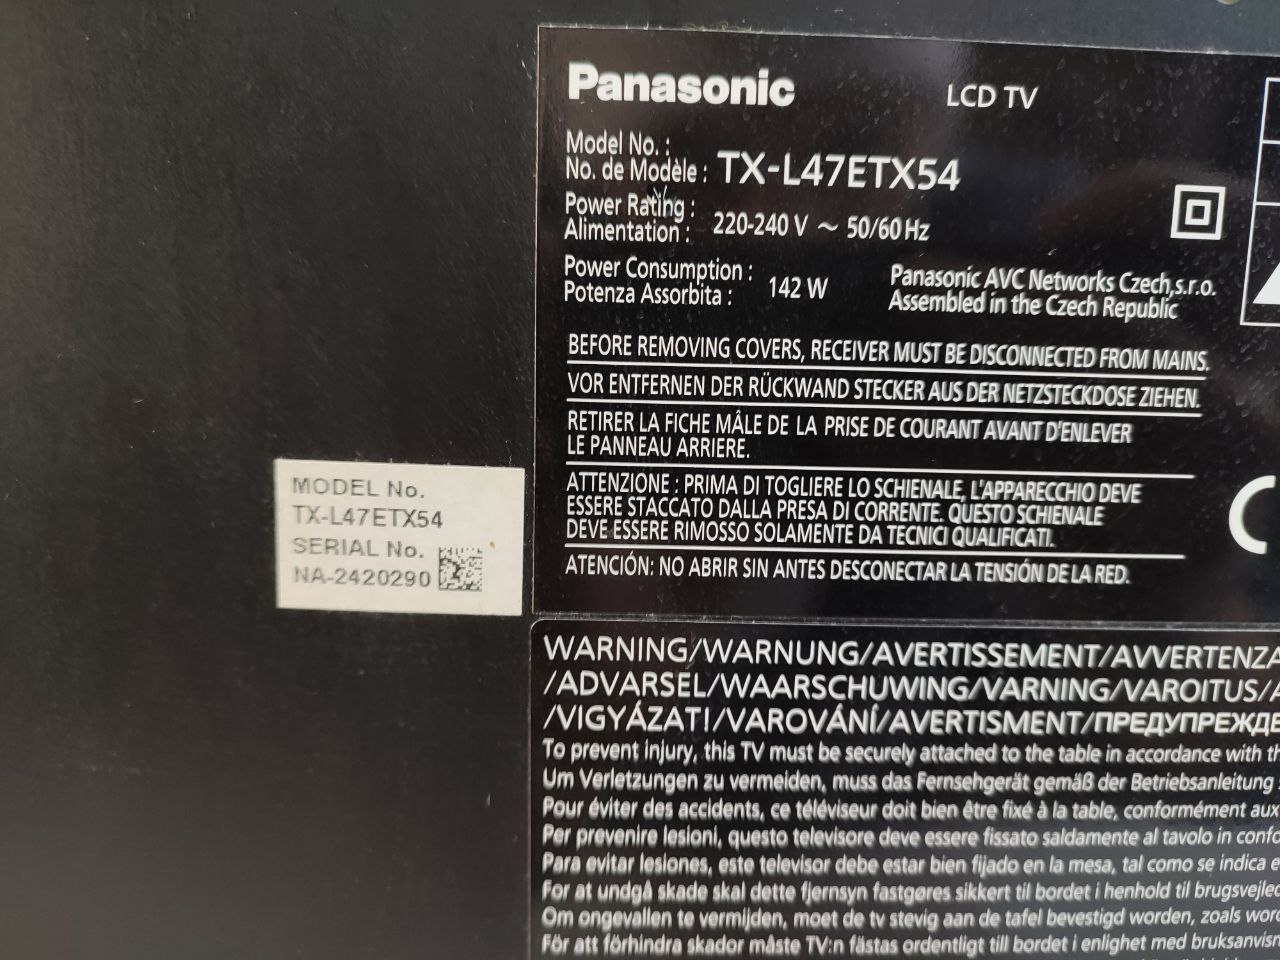 Panasonic
LCD TV
Model No. :
No. de Modèle : TX-L47ETX54
Power Rating :
Alimentation : 220-240 V ~ 50/60 Hz
Power Consumption :
Potenza Assorbita : 142 W
Panasonic AVC Networks Czech,s.r.o.
Assembled in the Czech Republic
BEFORE REMOVING COVERS, RECEIVER MUST BE DISCONNECTED FROM MAINS.
VOR ENTFERNEN DER RÜCKWAND STECKER AUS DER NETZSTECKDOSE ZIEHEN.
RETIRER LA FICHE MÂLE DE LA PRISE DE COURANT AVANT D'ENLEVER
LE PANNEAU ARRIERE.
ATTENZIONE : PRIMA DI TOGLIERE LO SCHIENALE, L'APPARECCHIO DEVE
ESSERE STACCATO DALLA PRESA DI CORRENTE. QUESTO SCHIENALE
DEVE ESSERE RIMOSSO SOLAMENTE DA TECNICI QUALIFICATI.
ATENCIÓN: NO ABRIR SIN ANTES DESCONECTAR LA TENSIÓN DE LA RED.
MODEL No.
TX-L47ETX54
SERIAL No.
NA-2420290
WARNING/WARNUNG/AVERTISSEMENT/AVVERTENZA
/ADVARSEL/WAARSCHUWING/VARNING/VAROITUS/
/VIGYÁZATI/VAROVÁNÍ/AVERTISMENT/ПРЕДУПРЕЖДЕ
To prevent injury, this TV must be securely attached to the table in accordance with
Um Verletzungen zu vermeiden, muss das Fernsehgerät gemäß der Betriebsanleitung
Pour éviter des accidents, ce téléviseur doit bien être fixé à la table, conformément aux
Per prevenire lesioni, questo televisore deve essere fissato saldamente al tavolo in confo
Para evitar lesiones, este televisor debe estar bien fijado en la mesa, tal como se indica e
For at undgå skade skal dette fjernsyn fastgøres sikkert til bordet i henhold til brugsvejled
Om ongevallen te vermijden, moet de tv stevig aan de tafel bevestigd worden, zoals word
För att förhindra skador måste TV:n fästas ordentligt till bordet i enlighet med bruksanvisn